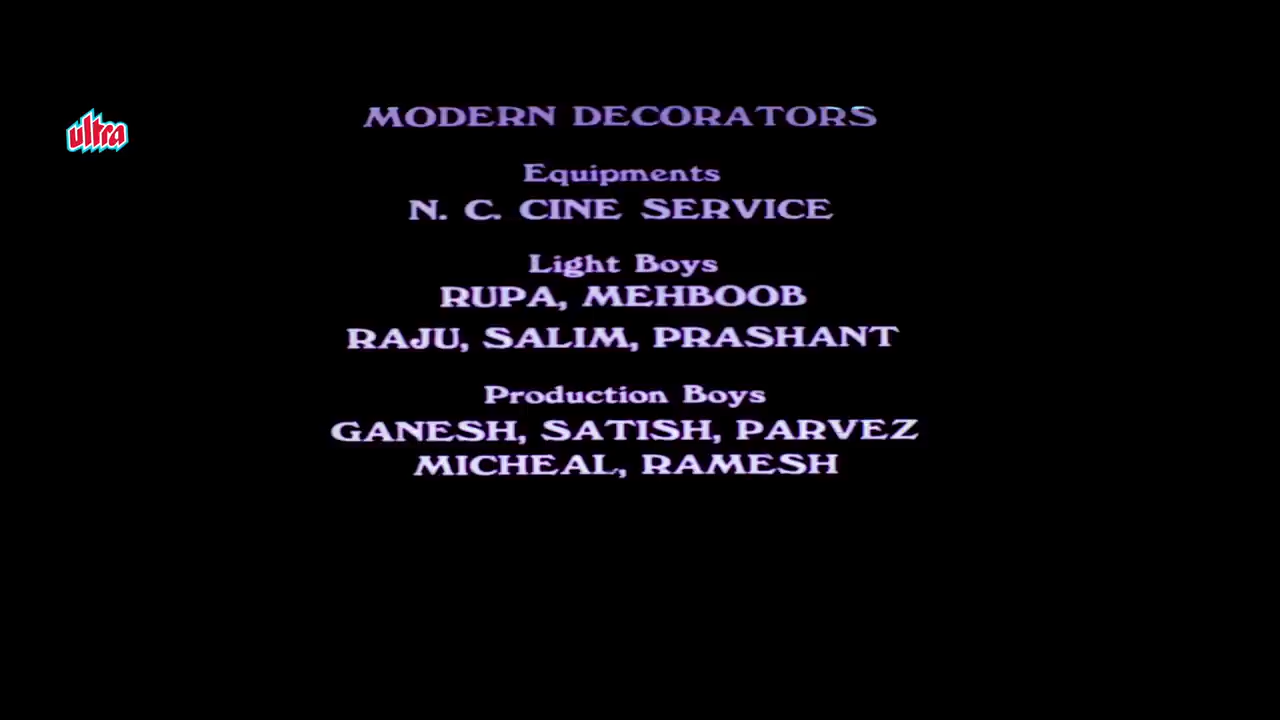 ultra
MODERN DECORATORS
Equipments
N. C. CINE SERVICE
Light Boys
RUPA, MEHBOOB
RAJU, SALIM, PRASHANT
Production Boys
GANESH, SATISH, PARVEZ
MICHEAL, RAMESH